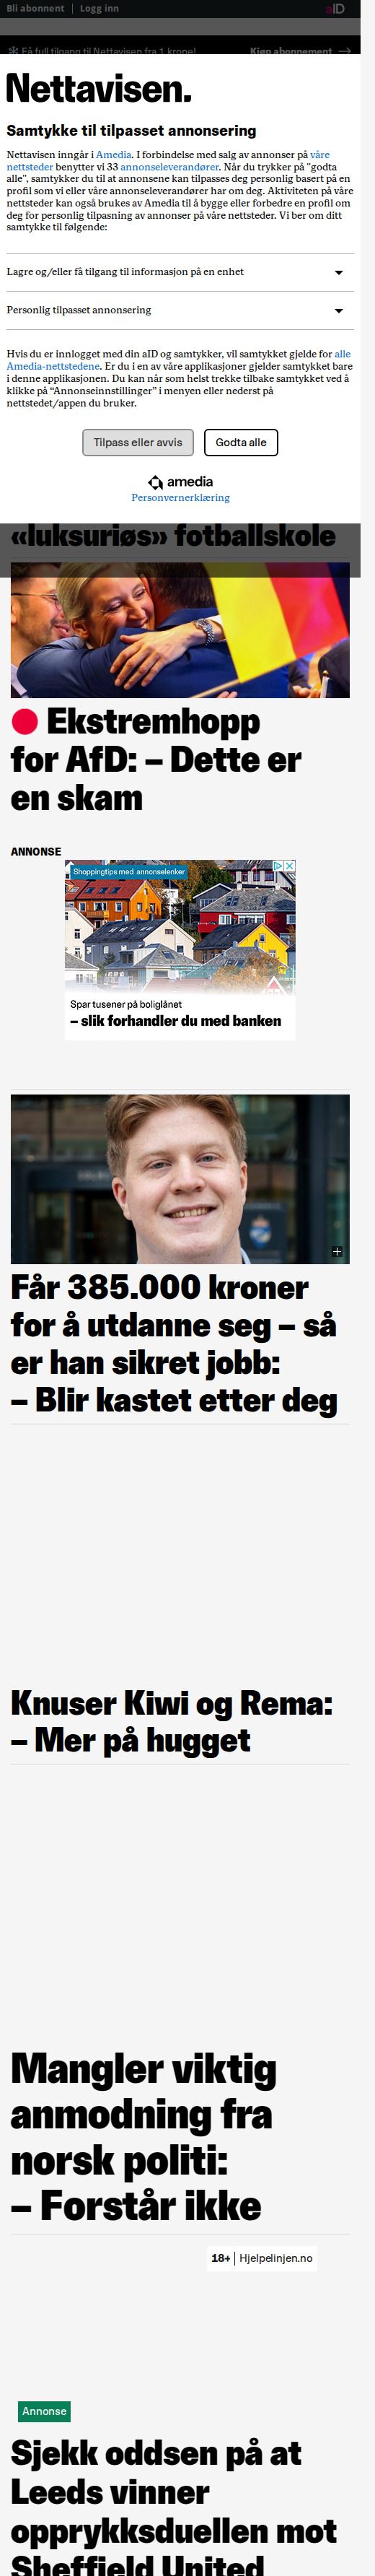 Bli abonnent | Logg inn
aID
Få full tilgang til Nettavisen fra 1 krone!
Kjøp abonnement →
Nettavisen.
Samtykke til tilpasset annonsering
Nettavisen inngår i Amedia. I forbindelse med salg av annonser på våre
nettsteder benytter vi 33 annonseleverandører. Når du trykker på "godta
alle", samtykker du til at annonsene kan tilpasses deg personlig basert på en
profil som vi eller våre annonseleverandører har om deg. Aktiviteten på våre
nettsteder kan også brukes av Amedia til å bygge eller forbedre en profil om
deg for personlig tilpasning av annonser på våre nettsteder. Vi ber om ditt
samtykke til følgende:
Lagre og/eller få tilgang til informasjon på en enhet
Personlig tilpasset annonsering
Hvis du er innlogget med din aID og samtykker, vil samtykket gjelde for alle
Amedia-nettstedene. Er du i en av våre applikasjoner gjelder samtykket bare
i denne applikasjonen. Du kan når som helst trekke tilbake samtykket ved å
klikke på “Annonseinnstillinger” i menyen eller nederst på
nettstedet/appen du bruker.
Tilpass eller avvis
Godta alle
amedia
Personvernerklæring
«luksuriøs» fotballskole
Ekstremhopp
for AfD: – Dette er
en skam
ANNONSE
Shoppingtips med annonselenker
Spar tusener på boliglånet
– slik forhandler du med banken
Får 385.000 kroner
for å utdanne seg – så
er han sikret jobb:
– Blir kastet etter deg
Knuser Kiwi og Rema:
– Mer på hugget
Mangler viktig
anmodning fra
norsk politi:
– Forstår ikke
18+ | Hjelpelinjen.no
Annonse
Sjekk oddsen på at
Leeds vinner
opprykksduellen mot
Sheffield United